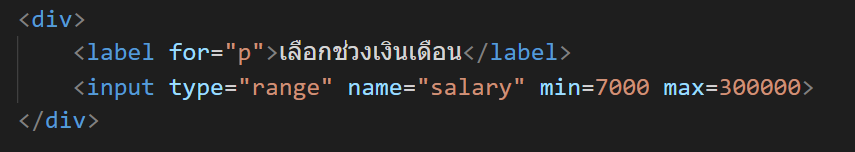 <div>
<label for="p">เลือกช่วงเงินเดือน</label>
<input type="range" name="salary" min=7000 max=300000>
</div>